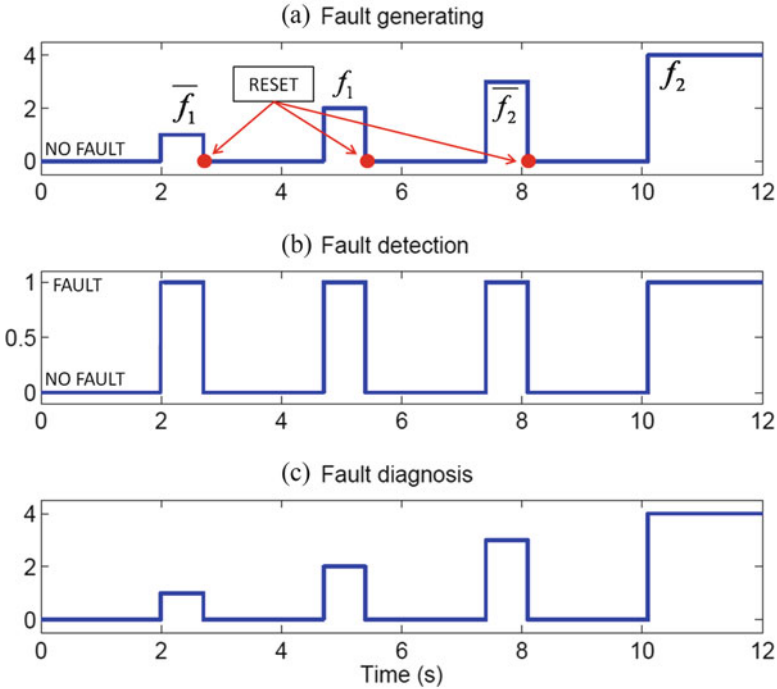 (a) Fault generating
4
2
0
NO FAULT
f̅₁
RESET
f₁
f̅₂
f₂
0 2 4 6 8 10 12
(b) Fault detection
1
0.5
0
FAULT
NO FAULT
0 2 4 6 8 10 12
(c) Fault diagnosis
4
2
0
0 2 4 6 8 10 12
Time (s)